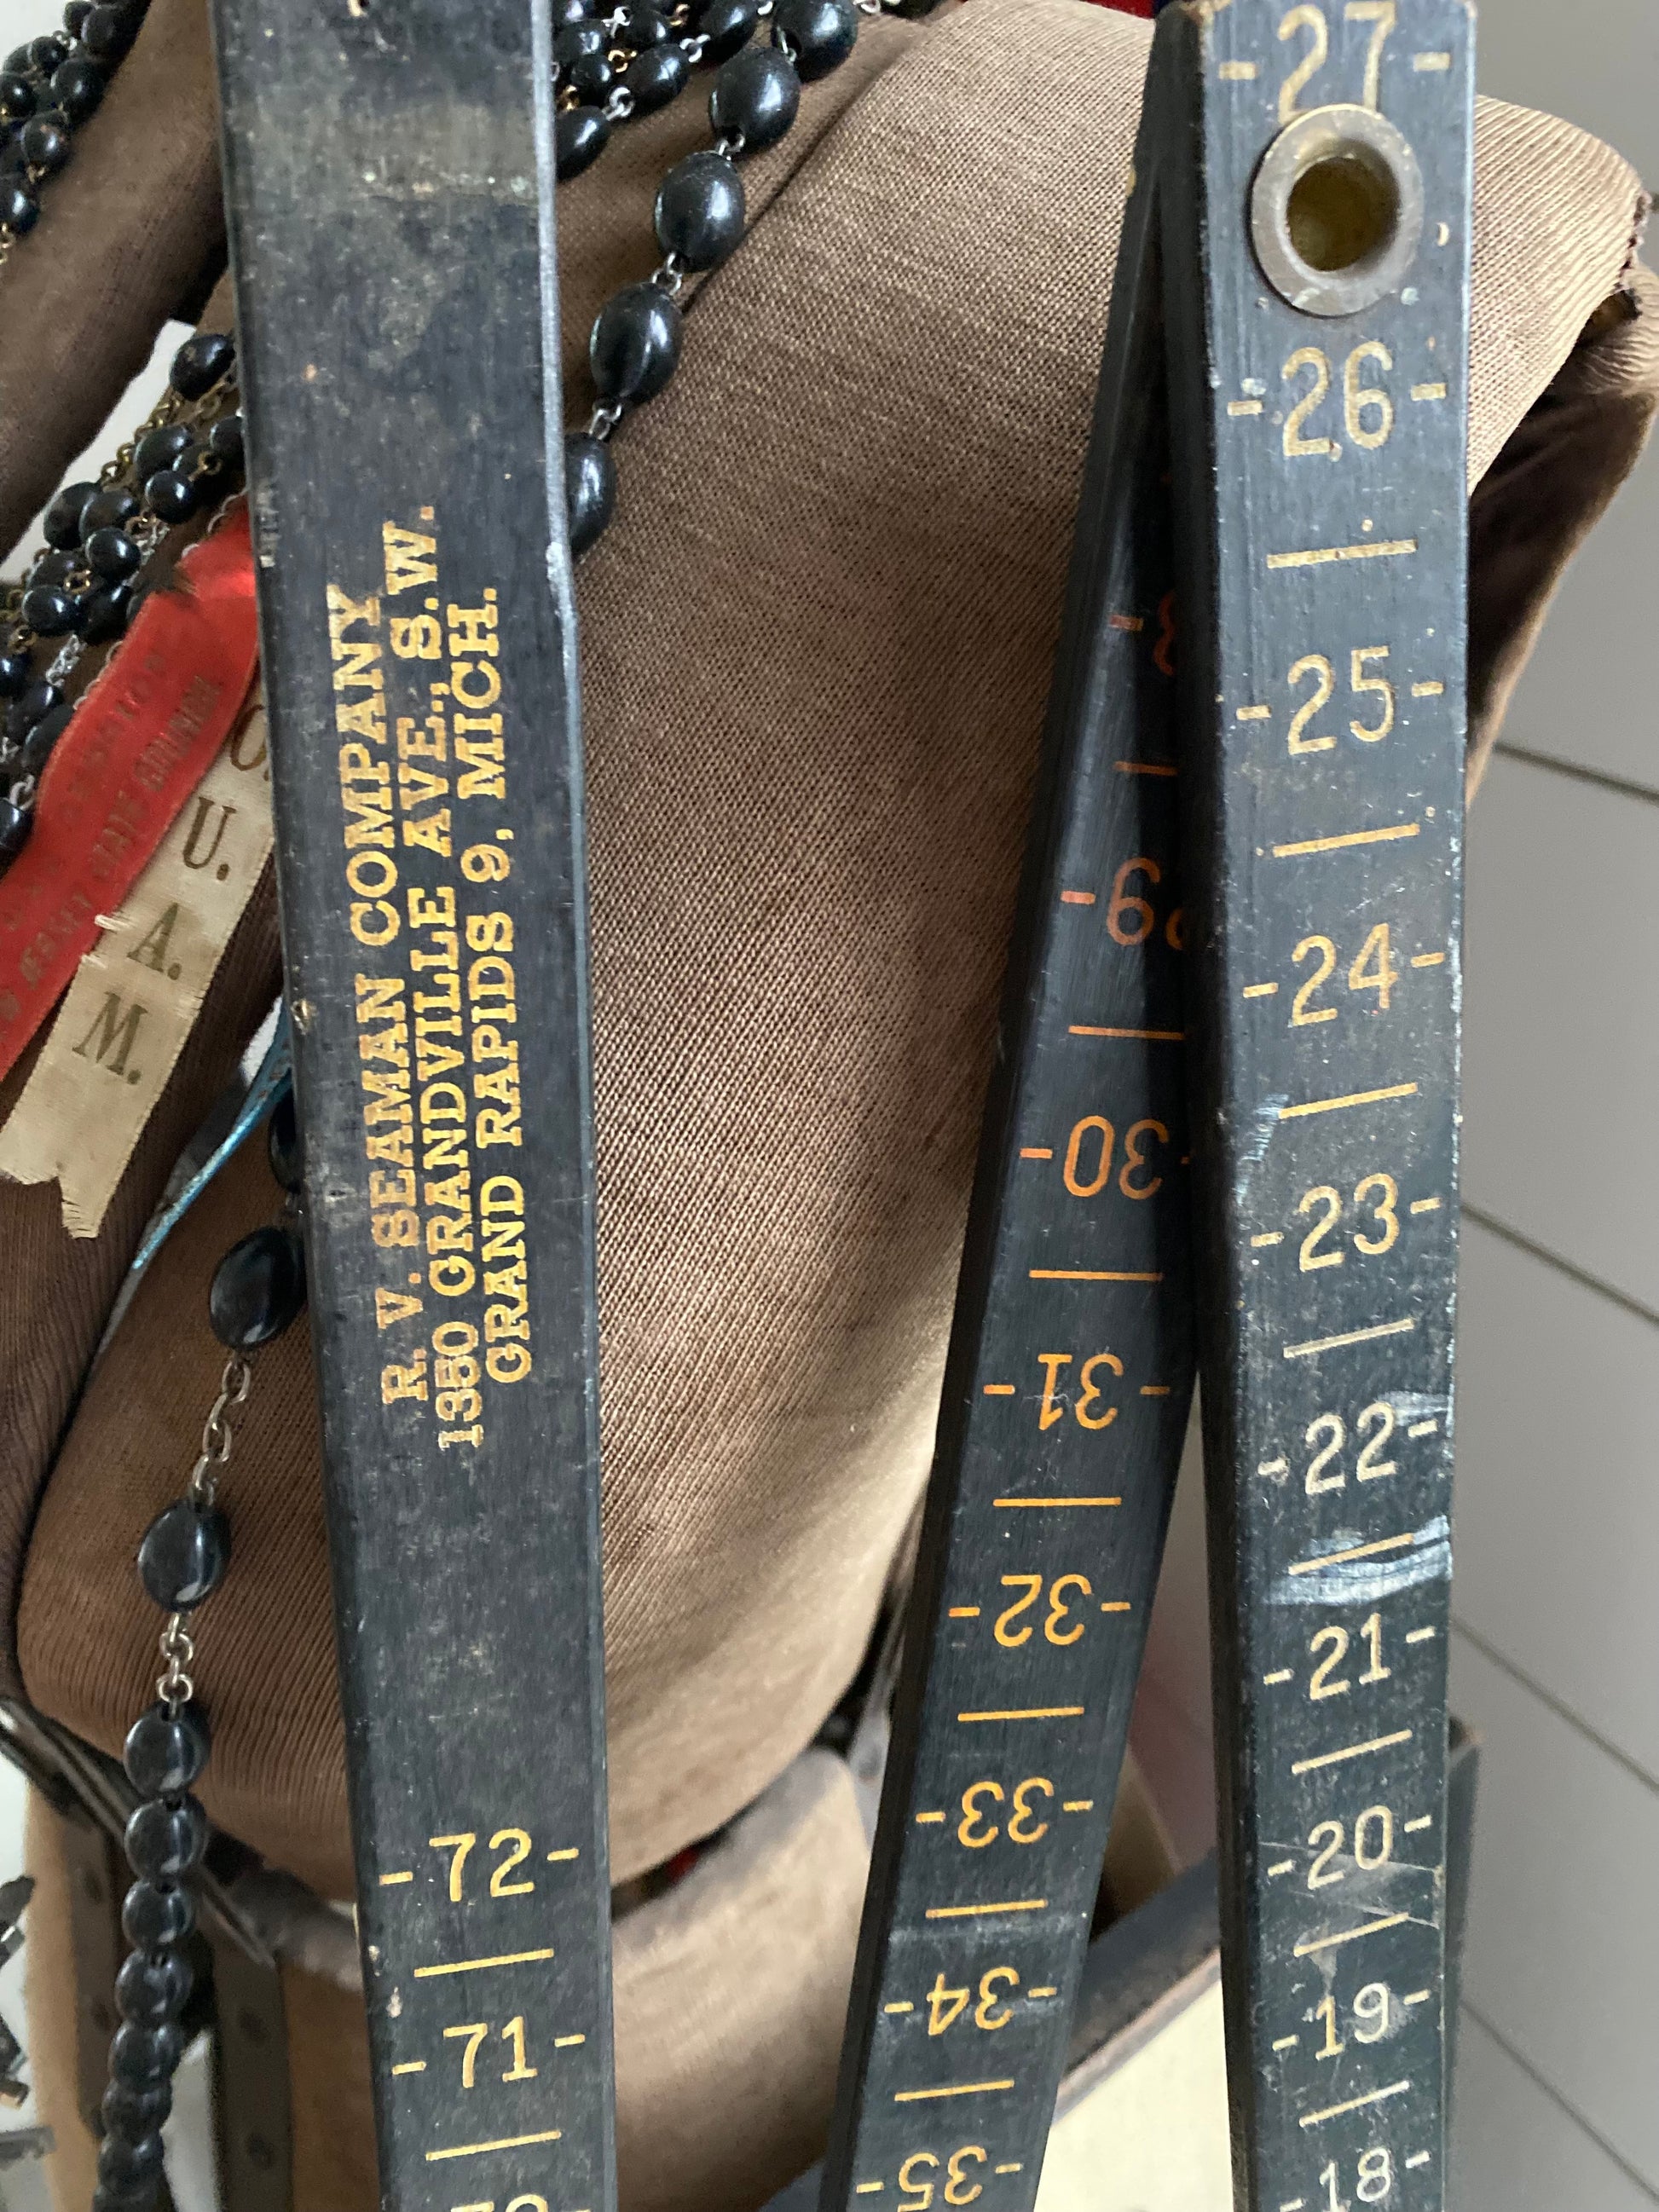 R. V. SEAMAN COMPANY
1350 GRANDVILLE AVE., S.W.
GRAND RAPIDS 9, MICH.
72
71
O.
U.
A.
M.
29
30
31
32
33
34
35
27
26
25
24
23
22
21
20
19
18